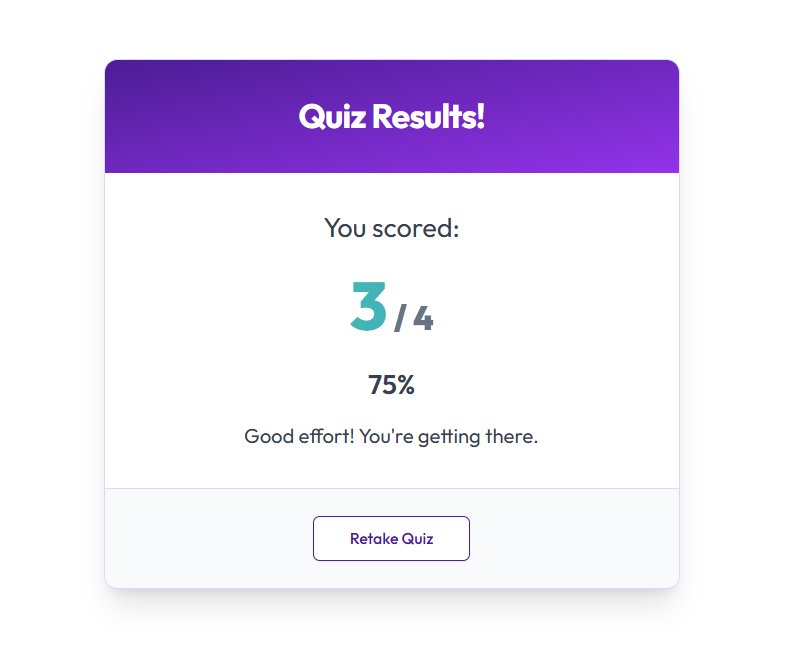 Quiz Results!
You scored:
3 / 4
75%
Good effort! You're getting there.
Retake Quiz